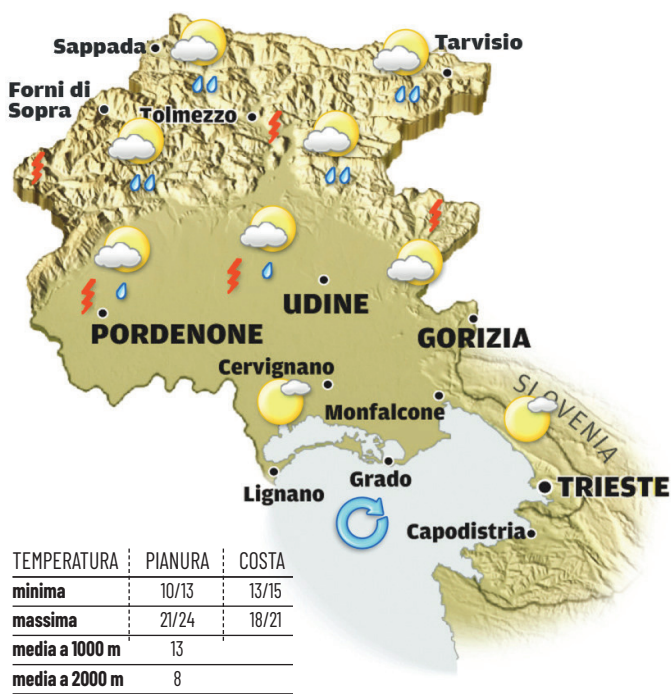 Sappada
Tarvisio
Forni di
Sopra
Tolmezzo
UDINE
PORDENONE
GORIZIA
Cervignano
SLOVENIA
Monfalcone
Lignano
Grado
TRIESTE
Capodistria
TEMPERATURA PIANURA COSTA
minima 10/13 13/15
massima 21/24 18/21
media a 1000 m 13
media a 2000 m 8